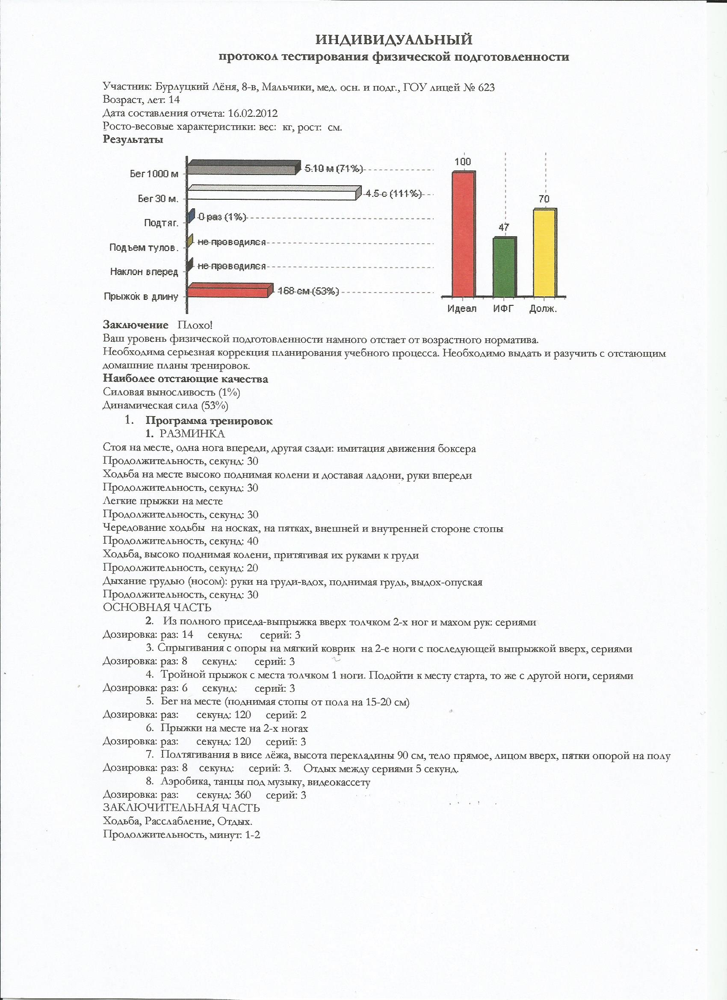 ИНДИВИДУАЛЬНЫЙ
протокол тестирования физической подготовленности
Участник: Бурлуцкий Лёня, 8-в, Мальчики, мед. осн. и подг., ГОУ лицей № 623
Возраст, лет: 14
Дата составления отчета: 16.02.2012
Росто-весовые характеристики: вес:  кг, рост:  см.
Результаты
Бег 1000 м 5.10 м (71%)
Бег 30 м. 4.5 с (111%)
Подтяг. 0 раз (1%)
Подъем тулов. не проводился
Наклон вперед не проводился
Прыжок в длину 168 см (53%)
100
47
70
Идеал ИФГ Долж.
Заключение Плохо!
Ваш уровень физической подготовленности намного отстает от возрастного норматива.
Необходима серьезная коррекция планирования учебного процесса. Необходимо выдать и разучить с отстающим
домашние планы тренировок.
Наиболее отстающие качества
Силовая выносливость (1%)
Динамическая сила (53%)
1. Программа тренировок
1. РАЗМИНКА
Стоя на месте, одна нога впереди, другая сзади: имитация движения боксера
Продолжительность, секунд: 30
Ходьба на месте высоко поднимая колени и доставая ладони, руки впереди
Продолжительность, секунд: 30
Легкие прыжки на месте
Продолжительность, секунд: 30
Чередование ходьбы на носках, на пятках, внешней и внутренней стороне стопы
Продолжительность, секунд: 40
Ходьба, высоко поднимая колени, притягивая их руками к груди
Продолжительность, секунд: 20
Дыхание грудью (носом): руки на груди-вдох, поднимая грудь, выдох-опуская
Продолжительность, секунд: 30
ОСНОВНАЯ ЧАСТЬ
2. Из полного приседа-выпрыжка вверх толчком 2-х ног и махом рук: сериями
Дозировка: раз: 14 секунд: серий: 3
3. Спрыгивания с опоры на мягкий коврик на 2-е ноги с последующей выпрыжкой вверх, сериями
Дозировка: раз: 8 секунд: серий: 3
4. Тройной прыжок с места толчком 1 ноги. Подойти к месту старта, то же с другой ноги, сериями
Дозировка: раз: 6 секунд: серий: 3
5. Бег на месте (поднимая стопы от пола на 15-20 см)
Дозировка: раз: секунд: 120 серий: 2
6. Прыжки на месте на 2-х ногах
Дозировка: раз: секунд: 120 серий: 3
7. Полтягивания в висе лёжа, высота перекладины 90 см, тело прямое, лицом вверх, пятки опорой на полу
Дозировка: раз: 8 секунд: серий: 3. Отдых между сериями 5 секунд.
8. Аэробика, танцы под музыку, видеокассету
Дозировка: раз: секунд: 360 серий: 3
ЗАКЛЮЧИТЕЛЬНАЯ ЧАСТЬ
Ходьба, Расслабление, Отдых.
Продолжительность, минут: 1-2